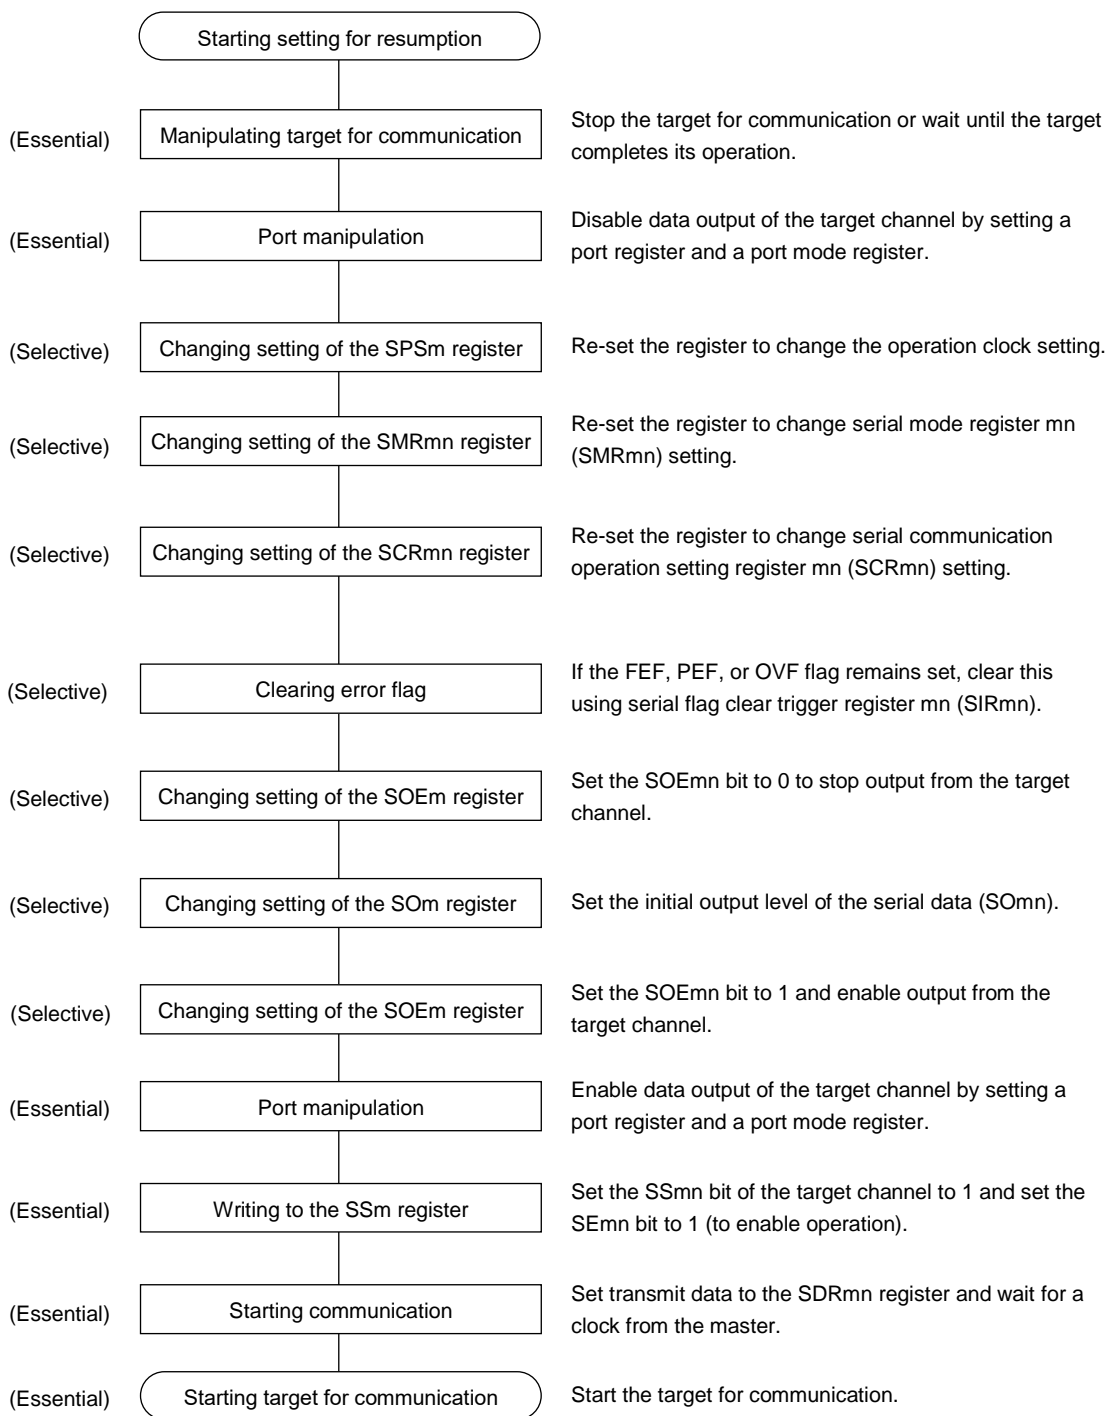 Starting setting for resumption
(Essential)
Manipulating target for communication
Stop the target for communication or wait until the target
completes its operation.
(Essential)
Port manipulation
Disable data output of the target channel by setting a
port register and a port mode register.
(Selective)
Changing setting of the SPSm register
Re-set the register to change the operation clock setting.
(Selective)
Changing setting of the SMRmn register
Re-set the register to change serial mode register mn
(SMRmn) setting.
(Selective)
Changing setting of the SCRmn register
Re-set the register to change serial communication
operation setting register mn (SCRmn) setting.
(Selective)
Clearing error flag
If the FEF, PEF, or OVF flag remains set, clear this
using serial flag clear trigger register mn (SIRmn).
(Selective)
Changing setting of the SOEm register
Set the SOEmn bit to 0 to stop output from the target
channel.
(Selective)
Changing setting of the SOm register
Set the initial output level of the serial data (SOmn).
(Selective)
Changing setting of the SOEm register
Set the SOEmn bit to 1 and enable output from the
target channel.
(Essential)
Port manipulation
Enable data output of the target channel by setting a
port register and a port mode register.
(Essential)
Writing to the SSm register
Set the SSmn bit of the target channel to 1 and set the
SEmn bit to 1 (to enable operation).
(Essential)
Starting communication
Set transmit data to the SDRmn register and wait for a
clock from the master.
(Essential)
Starting target for communication
Start the target for communication.